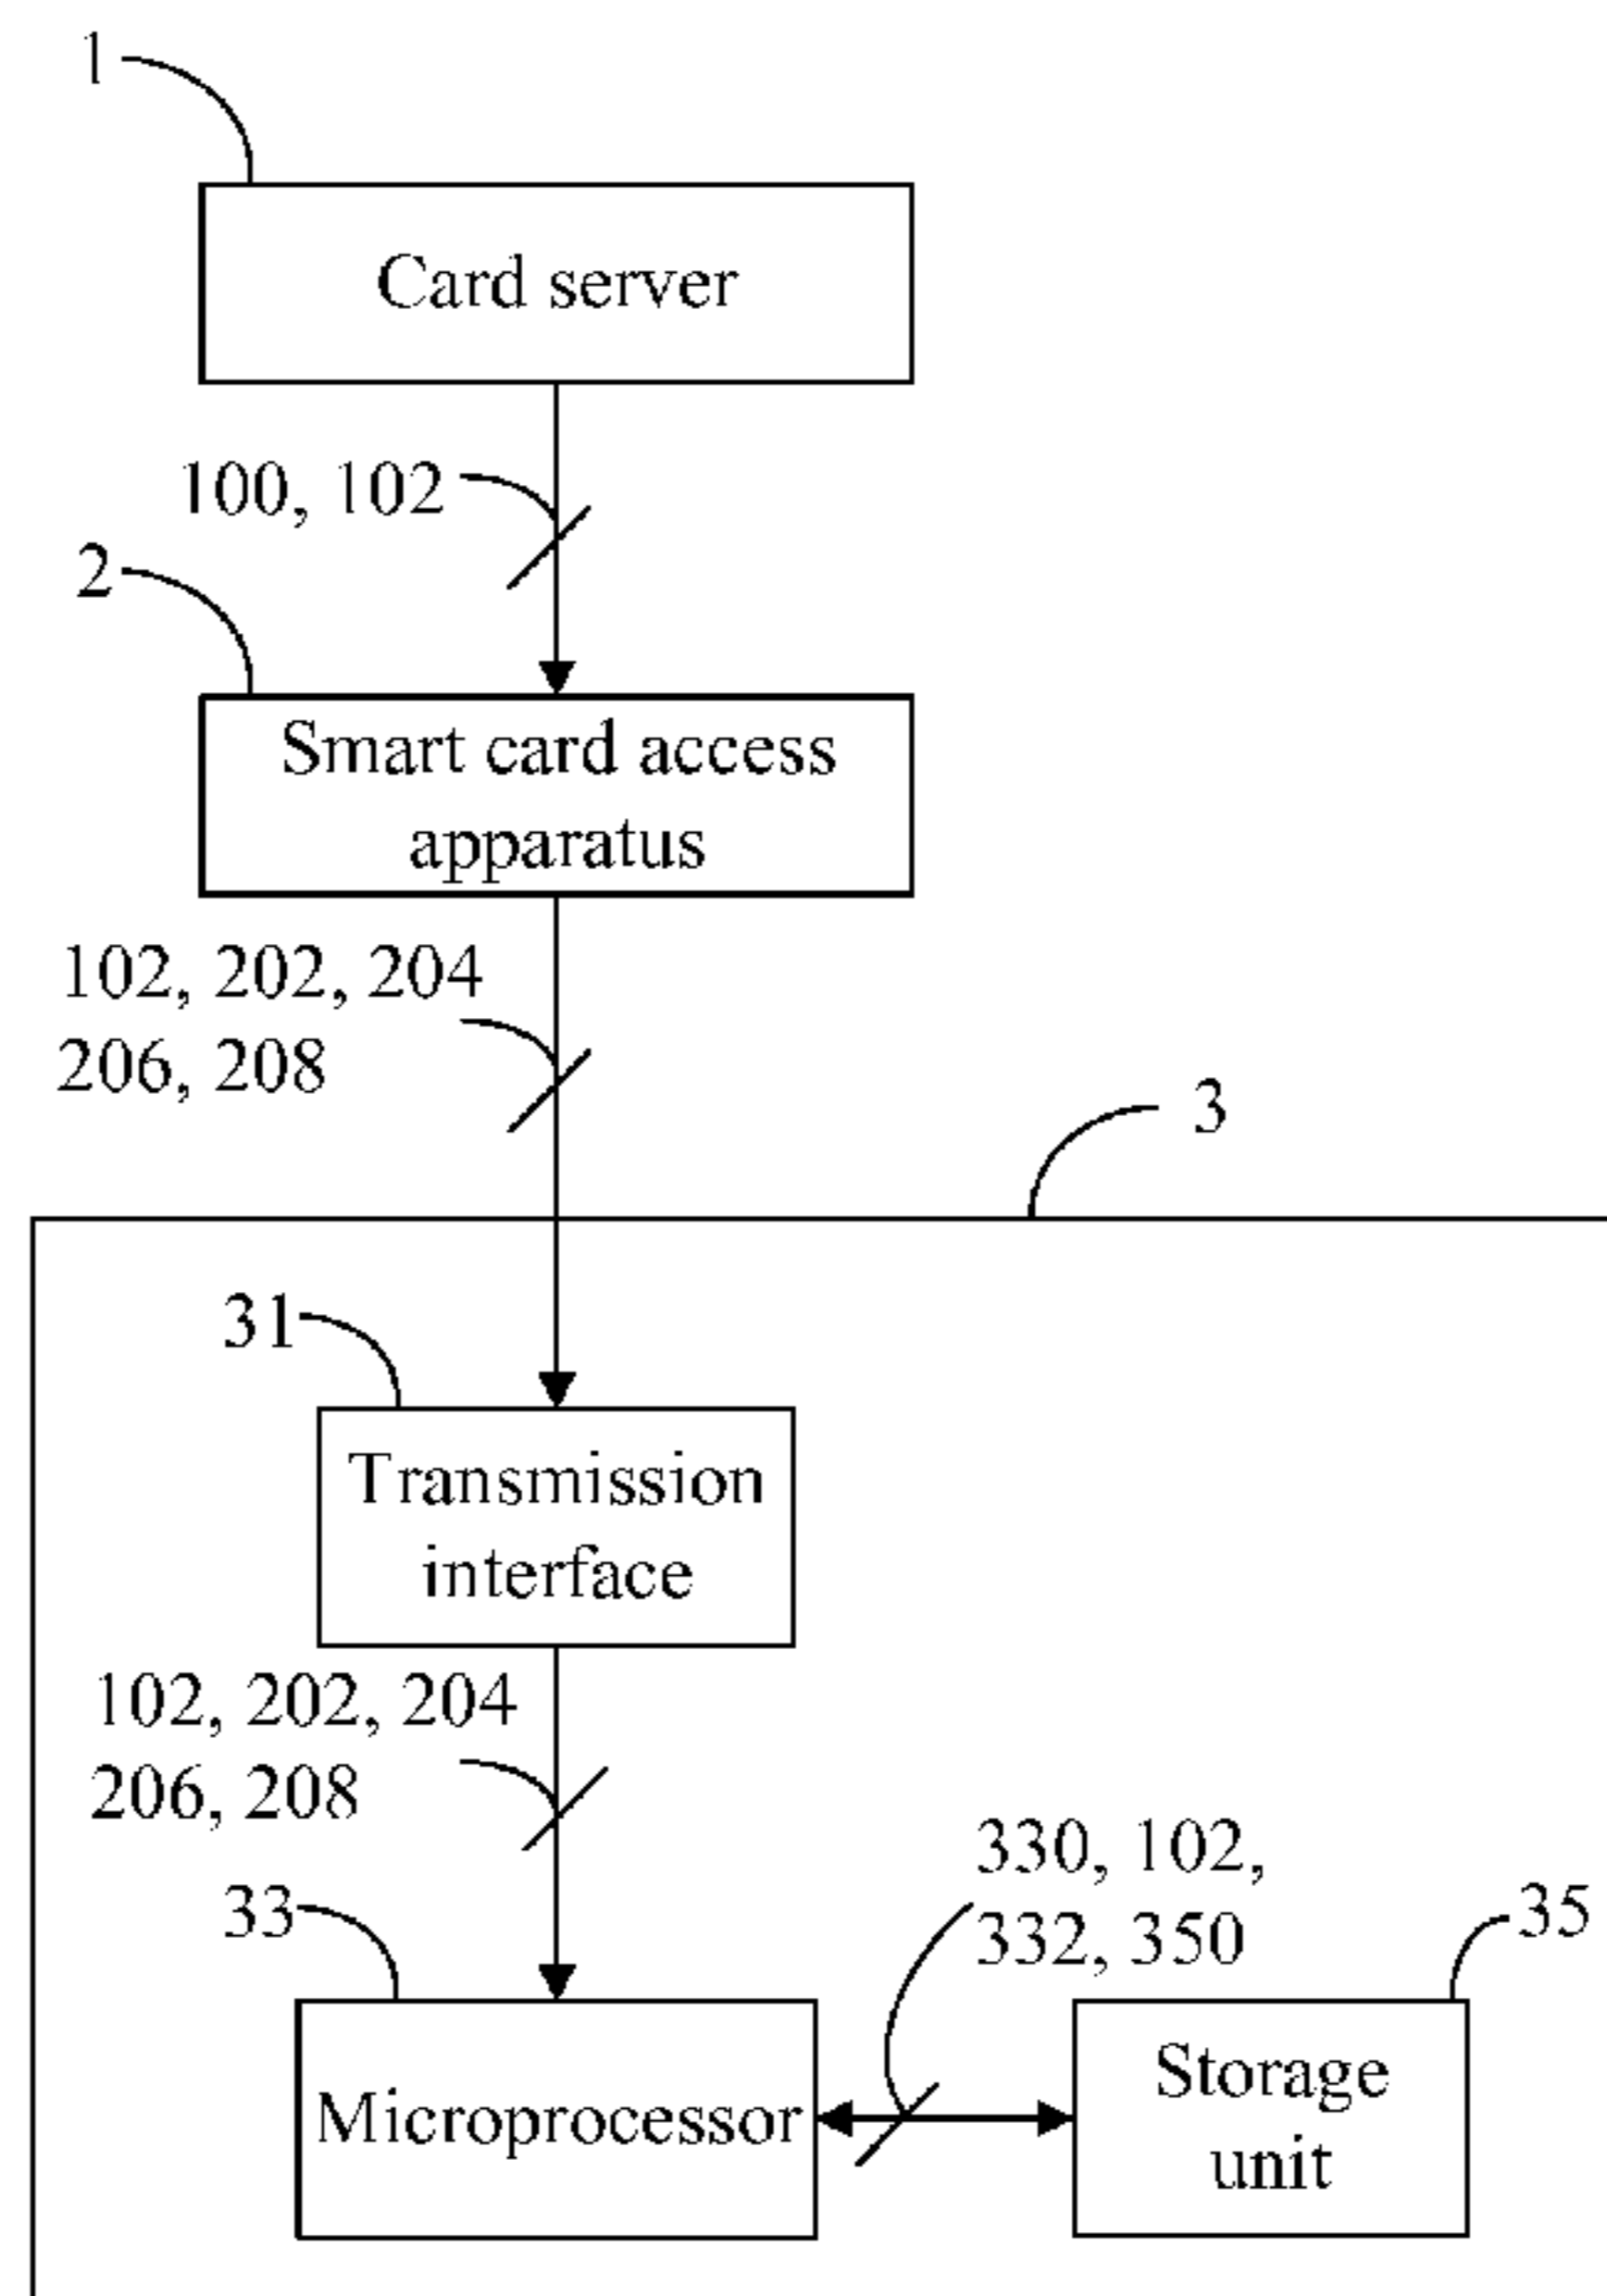 1
Card server
100, 102
2
Smart card access
apparatus
102, 202, 204
206, 208
3
31
Transmission
interface
102, 202, 204
206, 208
33
330, 102,
332, 350
35
Microprocessor
Storage
unit